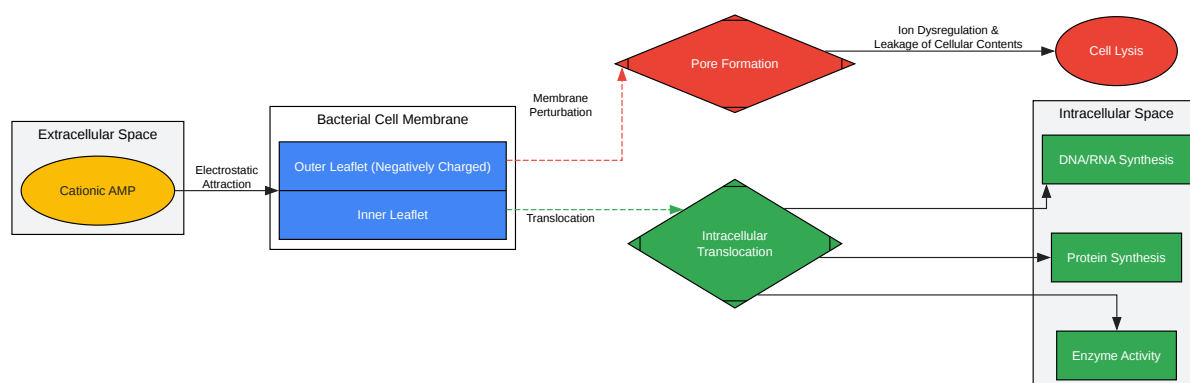 Extracellular Space
Cationic AMP
Electrostatic
Attraction
Bacterial Cell Membrane
Outer Leaflet (Negatively Charged)
Inner Leaflet
Membrane
Perturbation
Translocation
Pore Formation
Intracellular
Translocation
Ion Dysregulation &
Leakage of Cellular Contents
Cell Lysis
Intracellular Space
DNA/RNA Synthesis
Protein Synthesis
Enzyme Activity